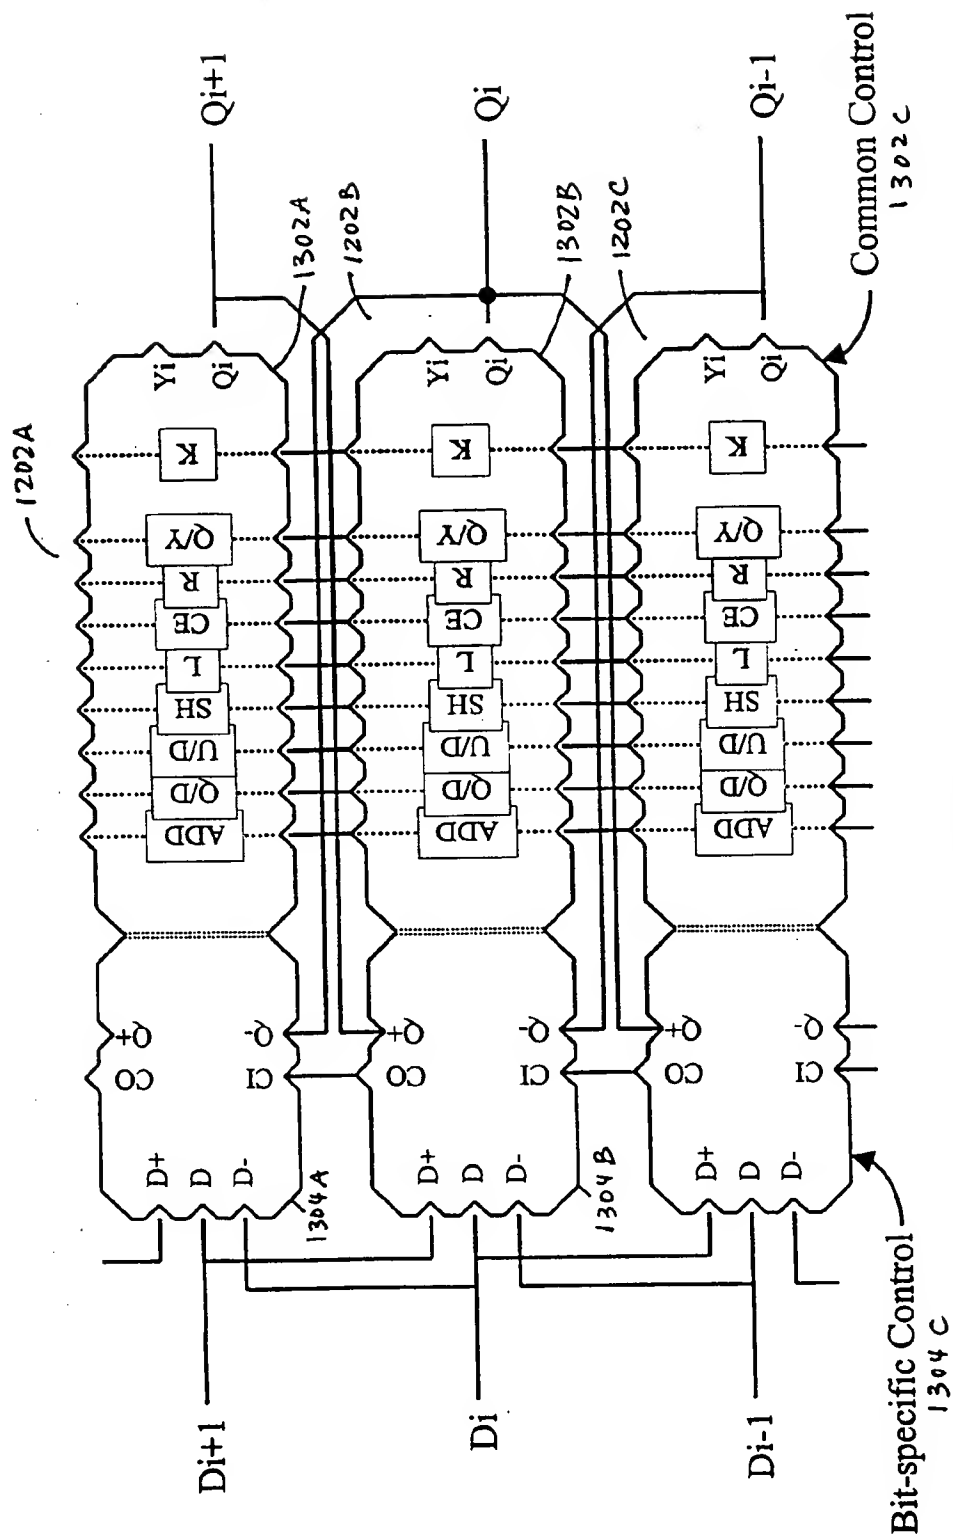 1202A
Qi+1
1302A
1202B
Qi
1302B
1202C
Qi-1
Common Control
1302C
Yi
Qi
K
Q/Y
R
CE
L
SH
U/D
Q/D
ADD
Q+
Q-
CO
CI
D+
D
D-
1304A
Di+1
Yi
Qi
K
Q/Y
R
CE
L
SH
U/D
Q/D
ADD
Q+
Q-
CO
CI
D+
D
D-
1304B
Di
Yi
Qi
K
Q/Y
R
CE
L
SH
U/D
Q/D
ADD
Q+
Q-
CO
CI
D+
D
D-
Di-1
Bit-specific Control
1304C